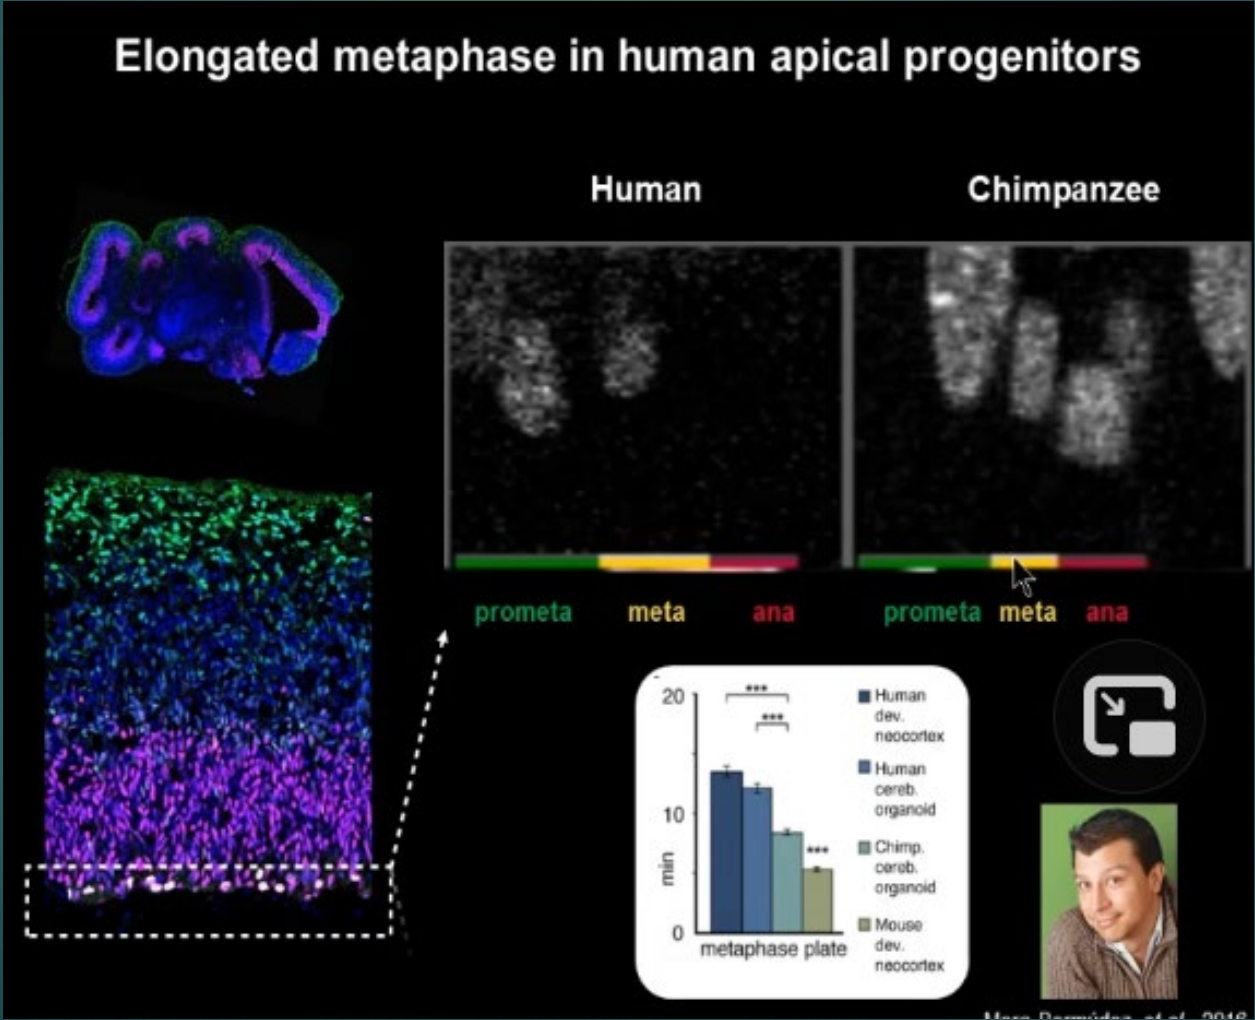 Elongated metaphase in human apical progenitors
Human
Chimpanzee
prometa
meta
ana
prometa
meta
ana
20
10
0
min
***
***
***
metaphase plate
Human
dev.
neocortex
Human
cereb.
organoid
Chimp.
cereb.
organoid
Mouse
dev.
neocortex